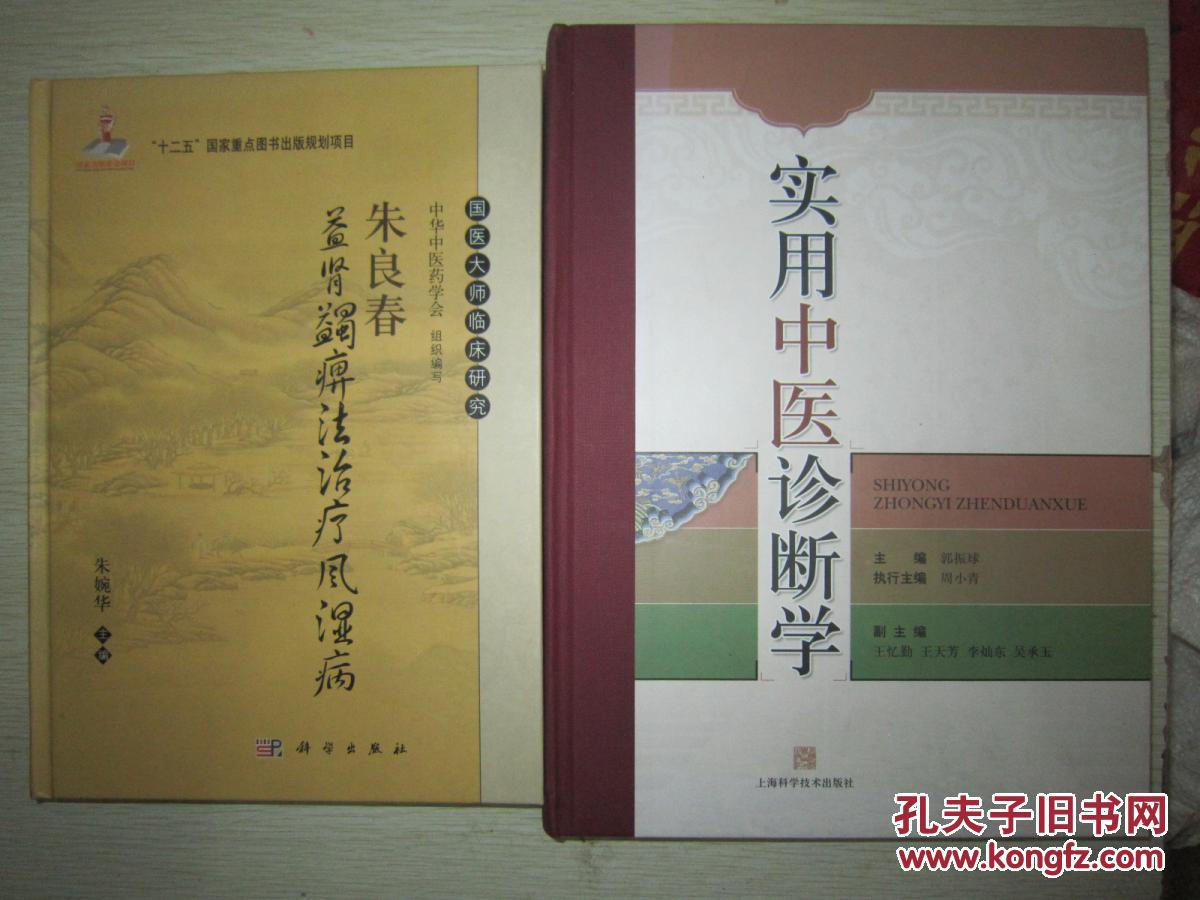 “十二五”国家重点图书出版规划项目
国医大师临床研究
中华中医药学会 组织编写
朱良春
益肾蠲痹法治疗风湿病
朱婉华 主编
科学出版社
实用中医诊断学
SHIYONG
ZHONGYI ZHENDUANXUE
主 编 郭振球
执行主编 周小青
副主编
王忆勤 王天芳 李灿东 吴承玉
上海科学技术出版社
孔夫子旧书网
www.kongfz.com